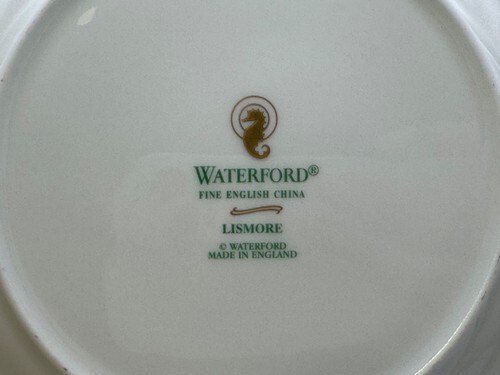 WATERFORD®
FINE ENGLISH CHINA
LISMORE
© WATERFORD
MADE IN ENGLAND